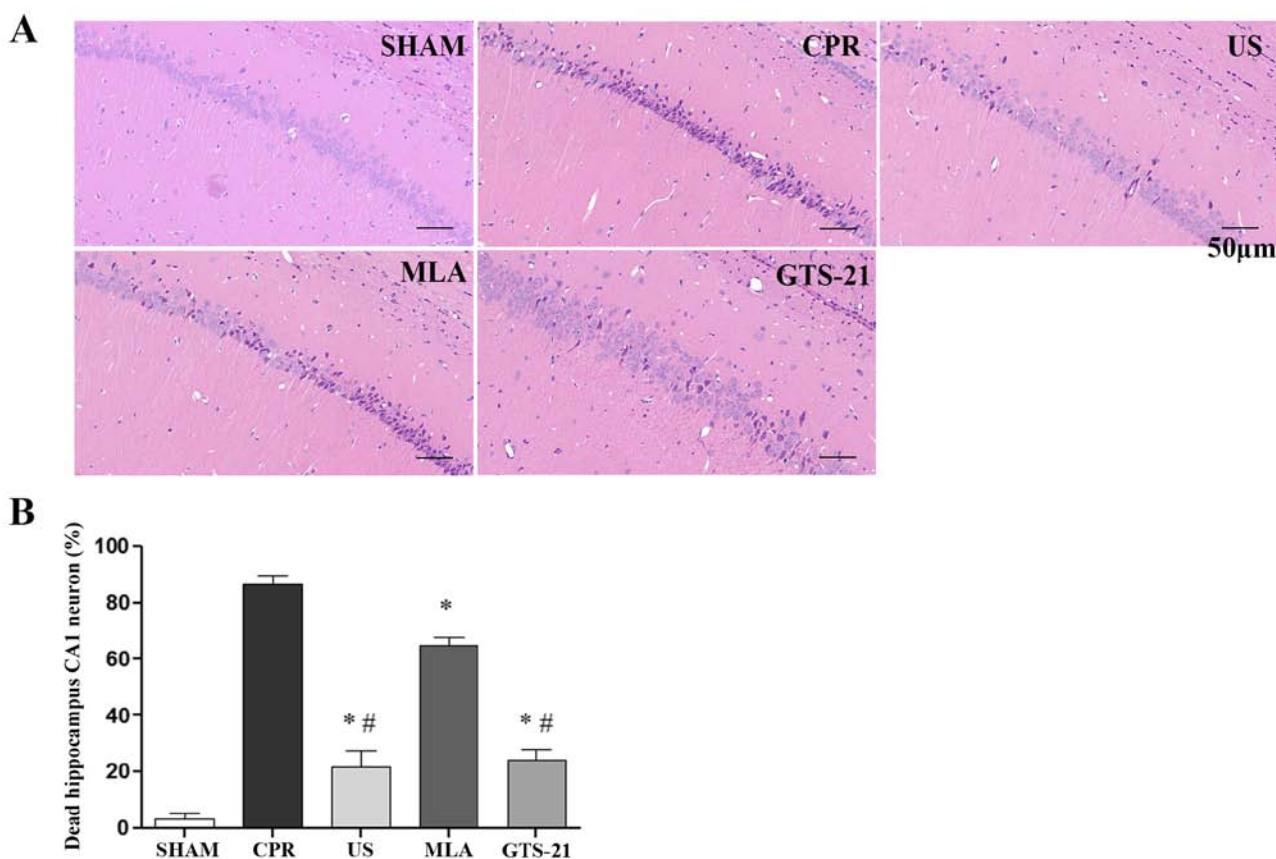 A
SHAM
CPR
US
50μm
MLA
GTS-21
B
Dead hippocampus CA1 neuron (%)
100
80
60
40
20
0
*
* #
* #
SHAM CPR US MLA GTS-21